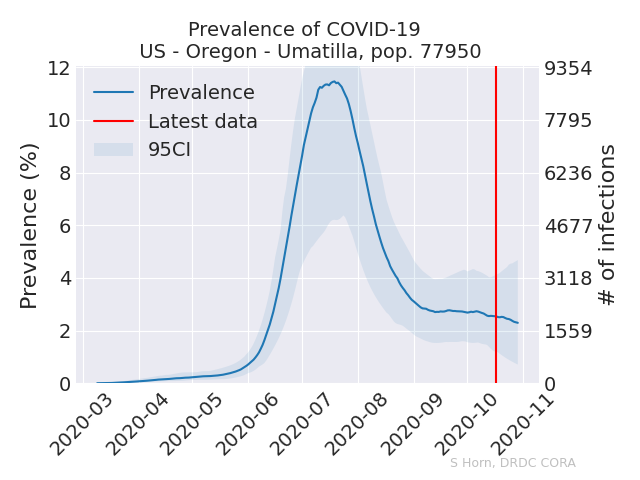 Prevalence of COVID-19
US - Oregon - Umatilla, pop. 77950
Prevalence (%)
12
10
8
6
4
2
0
Prevalence
Latest data
95CI
9354
7795
6236
4677
3118
1559
0
# of infections
2020-03
2020-04
2020-05
2020-06
2020-07
2020-08
2020-09
2020-10
2020-11
S Horn, DRDC CORA